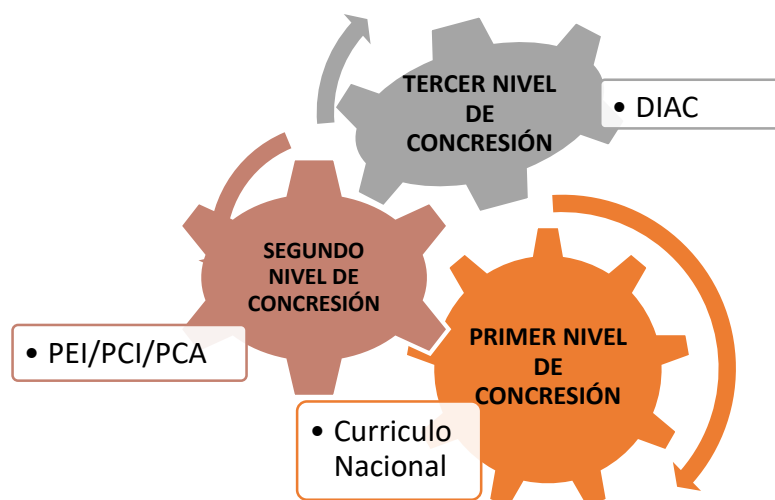 TERCER NIVEL
DE
CONCRESIÓN
• DIAC
SEGUNDO
NIVEL DE
CONCRESIÓN
• PEI/PCI/PCA
PRIMER NIVEL
DE
CONCRESIÓN
• Curriculo
Nacional